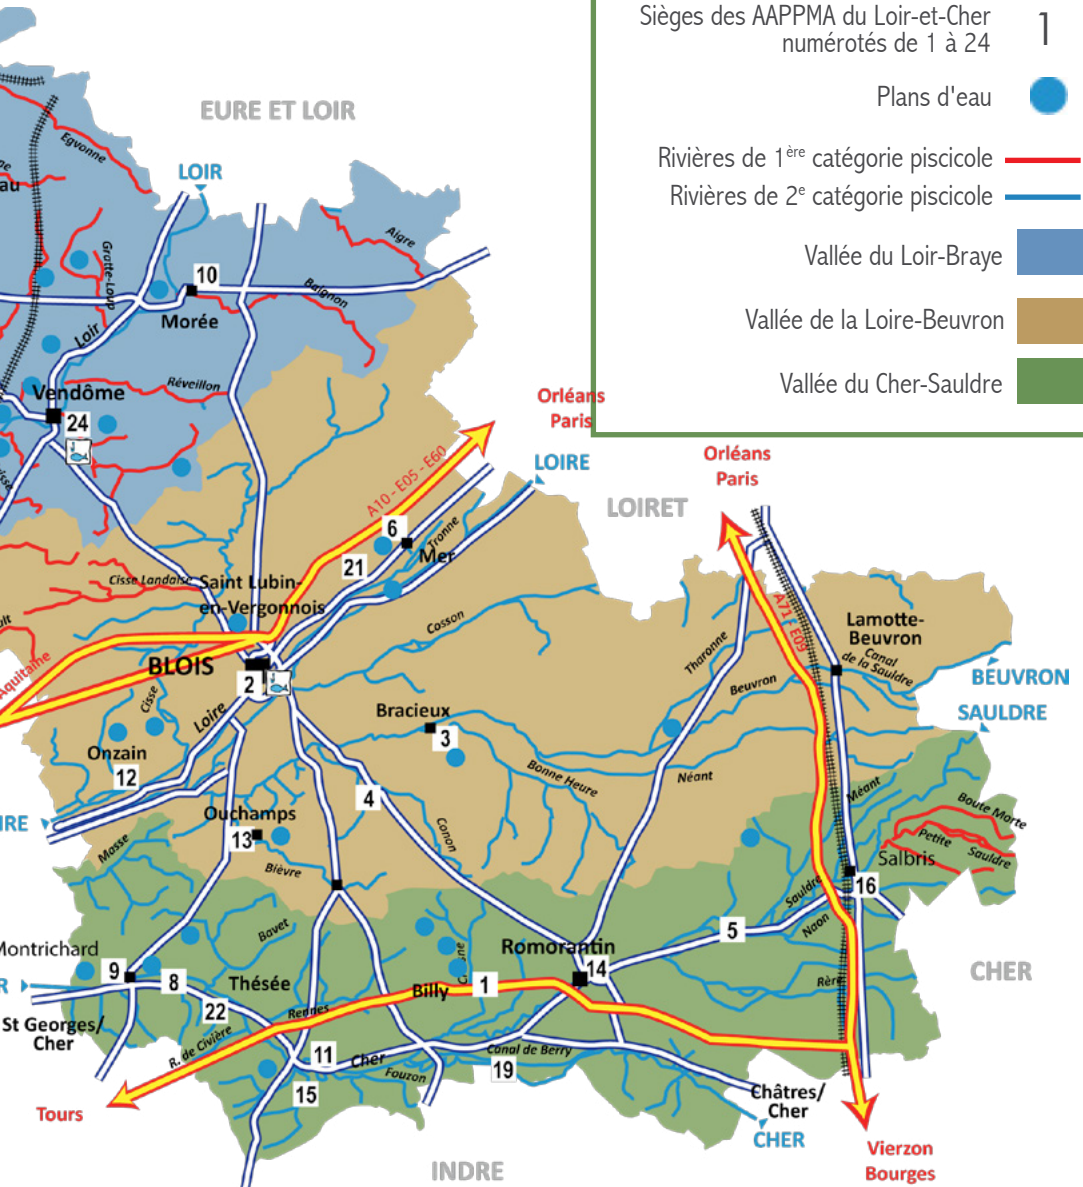 Sièges des AAPPMA du Loir-et-Cher
numérotés de 1 à 24
1
Plans d'eau
Rivières de 1ère catégorie piscicole
Rivières de 2e catégorie piscicole
Vallée du Loir-Braye
Vallée de la Loire-Beuvron
Vallée du Cher-Sauldre
EURE ET LOIR
Egvonne
au
LOIR
Gratte-Loup
Aigre
10
Baignon
Morée
Loir
Réveillon
Vendôme
24
Orléans
Paris
A10 - E05 - E60
LOIRE
LOIRET
Orléans
Paris
6
Tronne
Mer
21
Cisse Landaise
Saint Lubin-
en-Vergonnois
Cosson
A71 - E09
Lamotte-
Beuvron
Canal
de la Sauldre
Tharonne
BEUVRON
SAULDRE
Aquitaine
BLOIS
2
Cisse
Loire
Beuvron
Bracieux
3
Onzain
12
Bonne Heure
Néant
4
Méant
Boute Morte
IRE
Ouchamps
13
Masse
Conon
Petite
Sauldre
Salbris
Bièvre
16
Sauldre
Naon
Bavet
5
Montrichard
9
8
Romorantin
14
Rère
CHER
R
Thésée
Billy
1
22
Rennes
St Georges/
Cher
R. de Civière
11
Cher
Canal de Berry
Fouzon
19
15
Tours
Châtres/
Cher
CHER
Vierzon
Bourges
INDRE